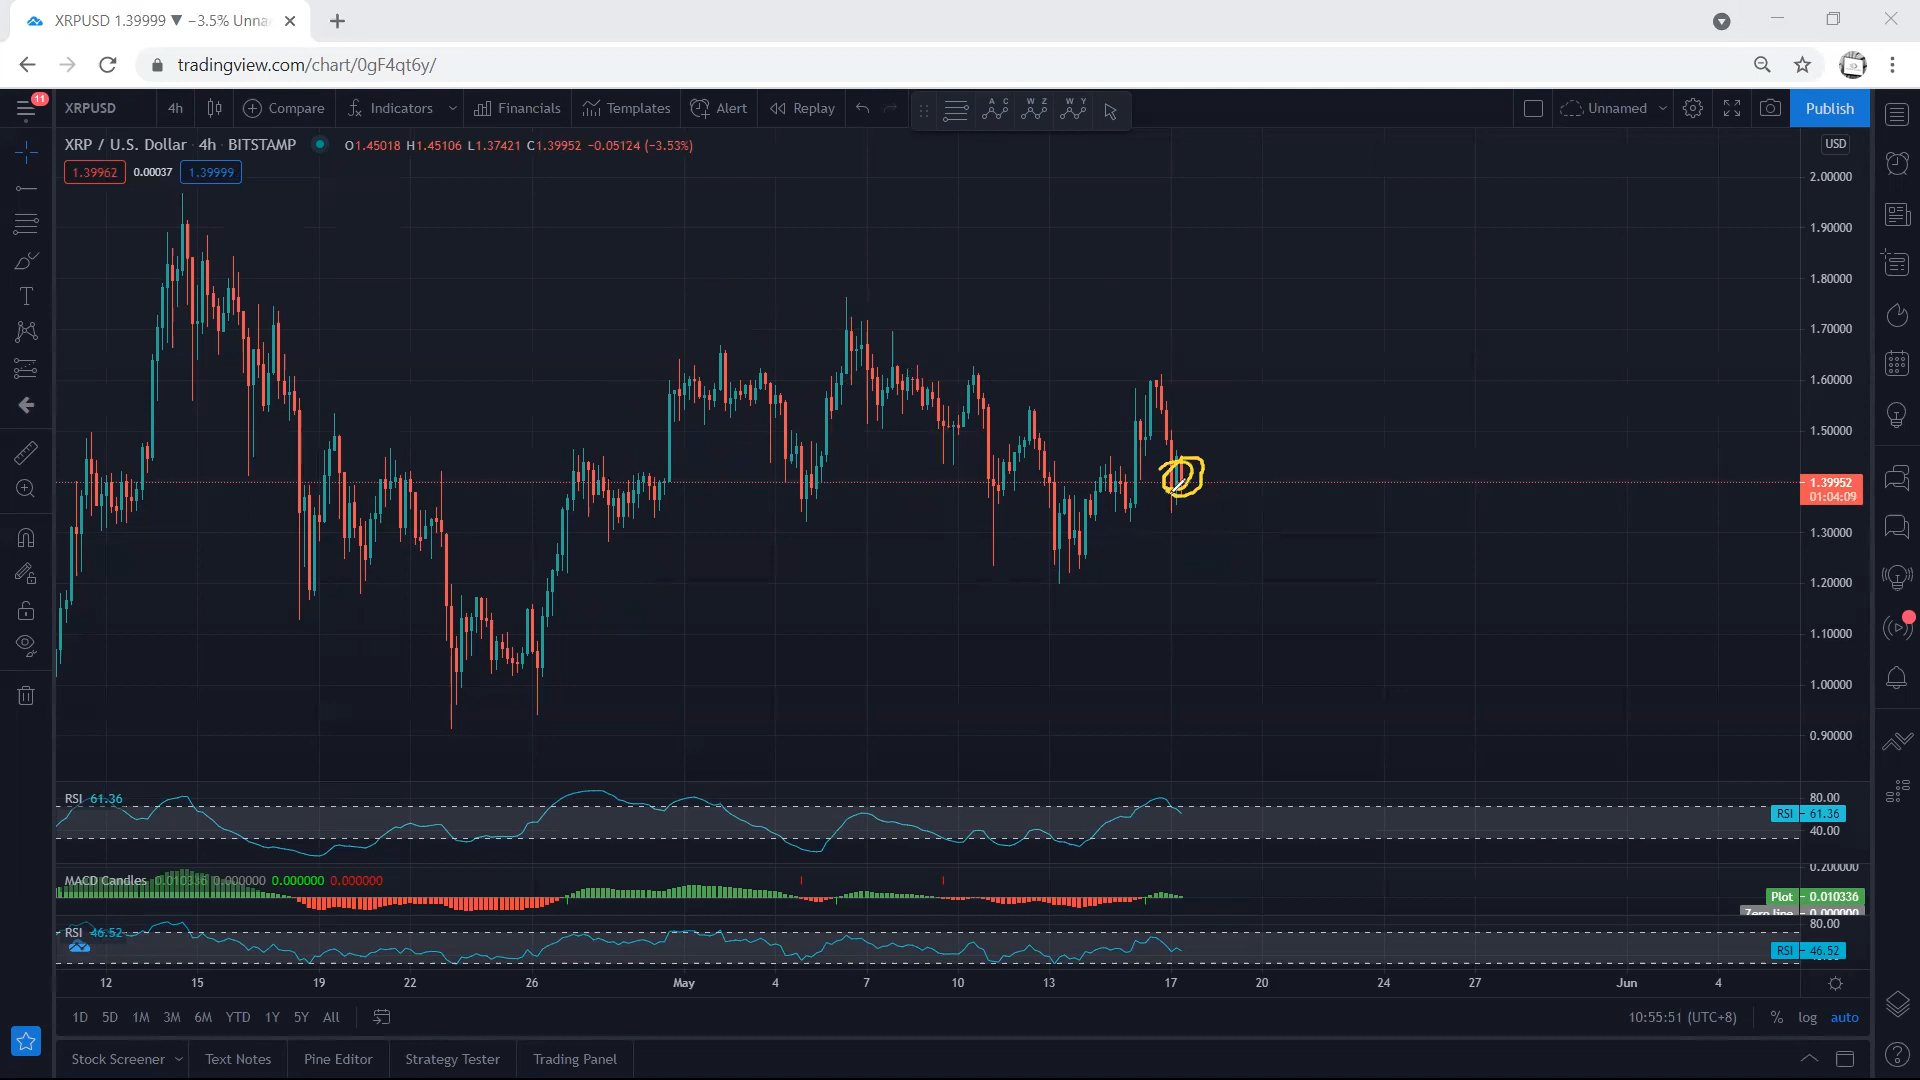 XRPUSD 1.39999 ▼ −3.5% Unna
tradingview.com/chart/0gF4qt6y/
11
XRPUSD 4h Compare Indicators Financials Templates Alert Replay A C W Z W Y Unnamed Publish
XRP / U.S. Dollar · 4h · BITSTAMP O1.45018 H1.45106 L1.37421 C1.39952 −0.05124 (−3.53%)
1.39962 0.00037 1.39999
USD
2.00000
1.90000
1.80000
1.70000
1.60000
1.50000
1.39952
01:04:09
1.30000
1.20000
1.10000
1.00000
0.90000
RSI 61.36
80.00
RSI 61.36
40.00
0.200000
MACD Candles 0.010336 0.000000 0.000000 0.000000
Plot 0.010336
Zero line 0.000000
80.00
RSI 46.52
RSI 46.52
12 15 19 22 26 May 4 7 10 13 17 20 24 27 Jun 4
1D 5D 1M 3M 6M YTD 1Y 5Y All 10:55:51 (UTC+8) % log auto
Stock Screener Text Notes Pine Editor Strategy Tester Trading Panel